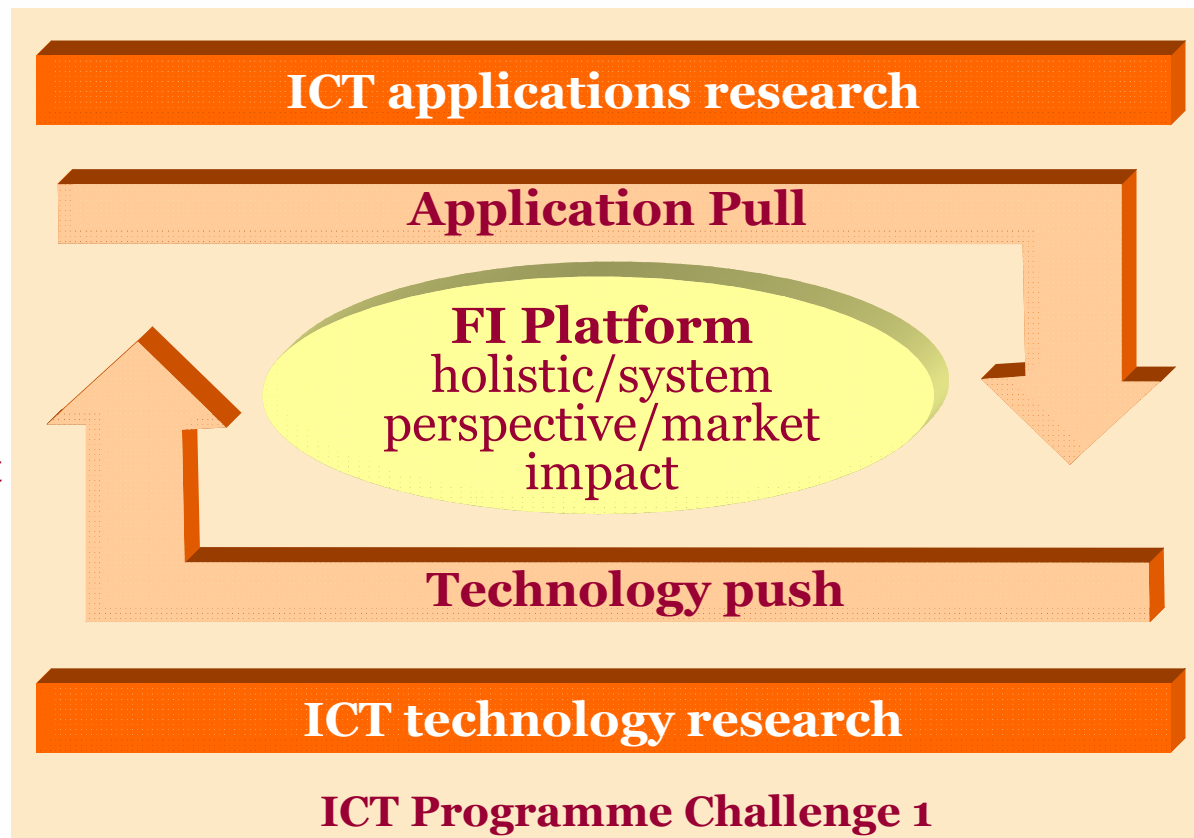 ICT applications research
Application Pull
FI Platform
holistic/system
perspective/market
impact
Technology push
ICT technology research
ICT Programme Challenge 1